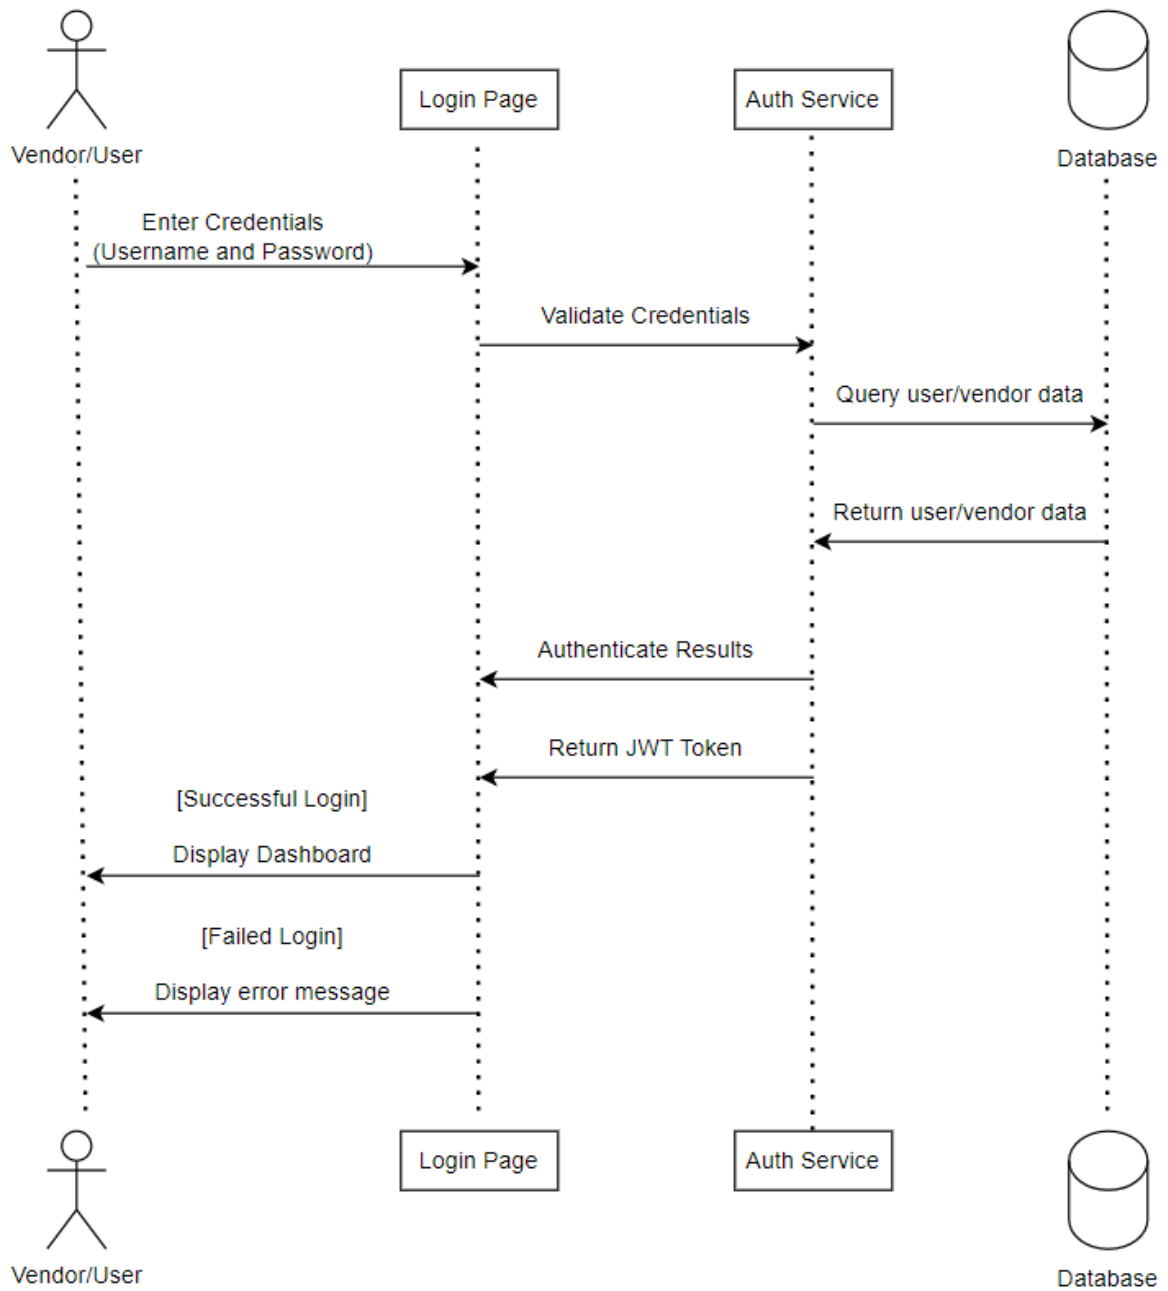 Login Page
Auth Service
Vendor/User
Database
Enter Credentials
(Username and Password)
Validate Credentials
Query user/vendor data
Return user/vendor data
Authenticate Results
Return JWT Token
[Successful Login]
Display Dashboard
[Failed Login]
Display error message
Login Page
Auth Service
Vendor/User
Database